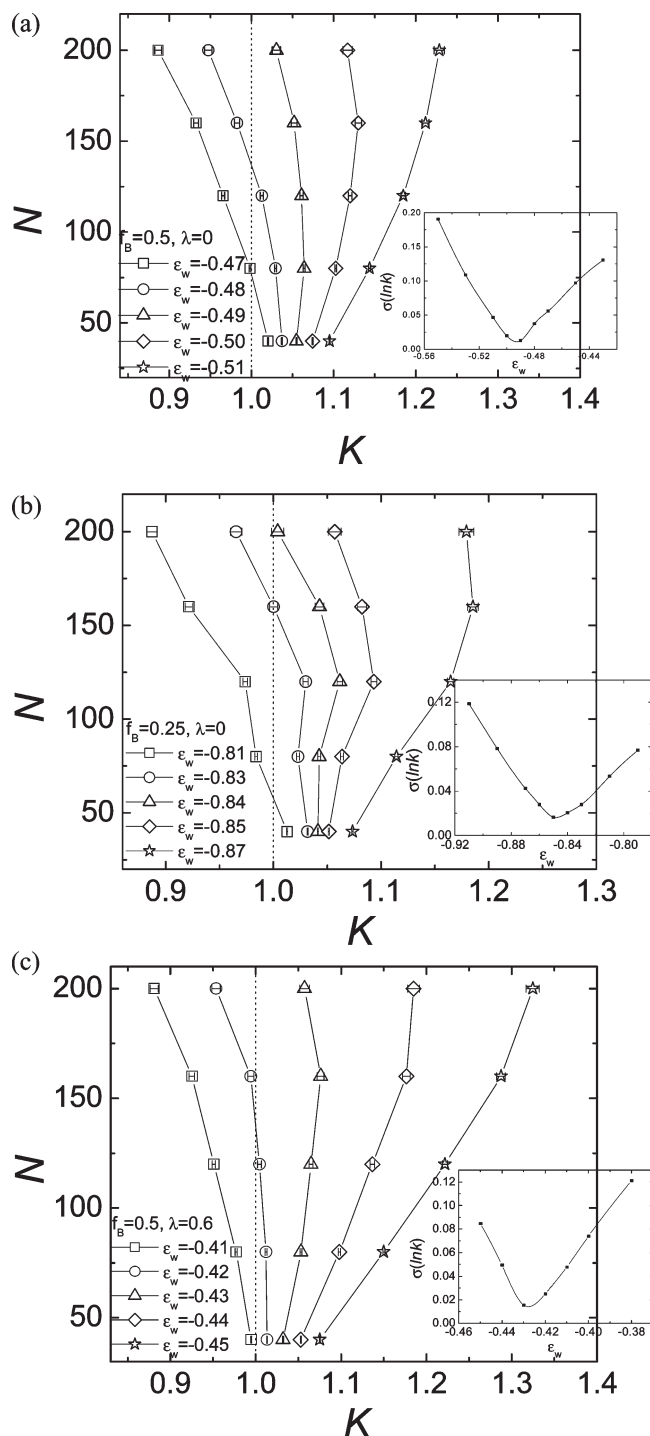 (a)
200
150
100
50
N
f_B=0.5, λ=0
ε_w=-0.47
ε_w=-0.48
ε_w=-0.49
ε_w=-0.50
ε_w=-0.51
0.20
0.15
0.10
0.05
0.00
σ(lnk)
-0.56 -0.52 -0.48 -0.44
ε_w
0.9 1.0 1.1 1.2 1.3 1.4
K
(b)
200
150
100
50
N
f_B=0.25, λ=0
ε_w=-0.81
ε_w=-0.83
ε_w=-0.84
ε_w=-0.85
ε_w=-0.87
0.12
0.08
0.04
0.00
σ(lnk)
-0.92 -0.88 -0.84 -0.80
ε_w
0.9 1.0 1.1 1.2 1.3
K
(c)
200
150
100
50
N
f_B=0.5, λ=0.6
ε_w=-0.41
ε_w=-0.42
ε_w=-0.43
ε_w=-0.44
ε_w=-0.45
0.12
0.10
0.08
0.06
0.04
0.02
0.00
σ(lnk)
-0.46 -0.44 -0.42 -0.40 -0.38
ε_w
0.9 1.0 1.1 1.2 1.3 1.4
K